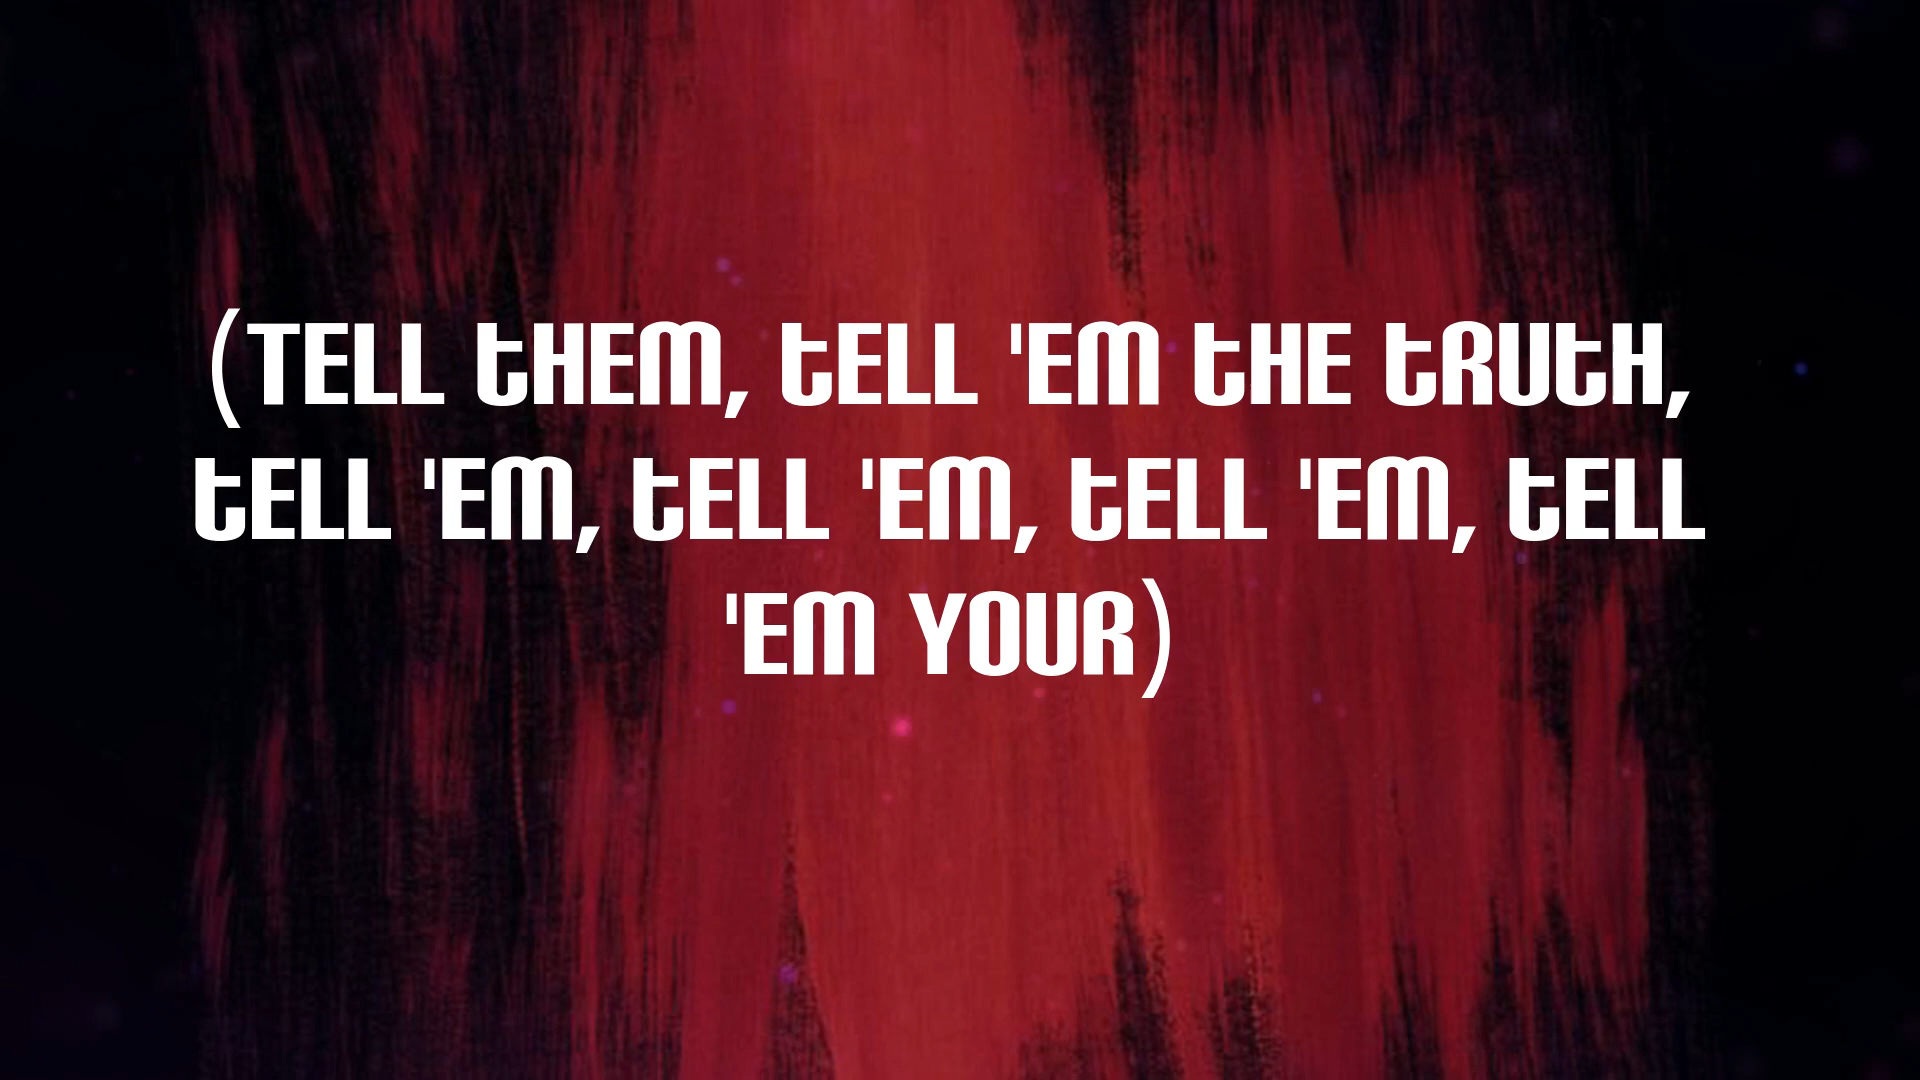 (TELL tHEM, tELL 'EM tHE tRUtH,
tELL 'EM, tELL 'EM, tELL 'EM, tELL
'EM YOUR)